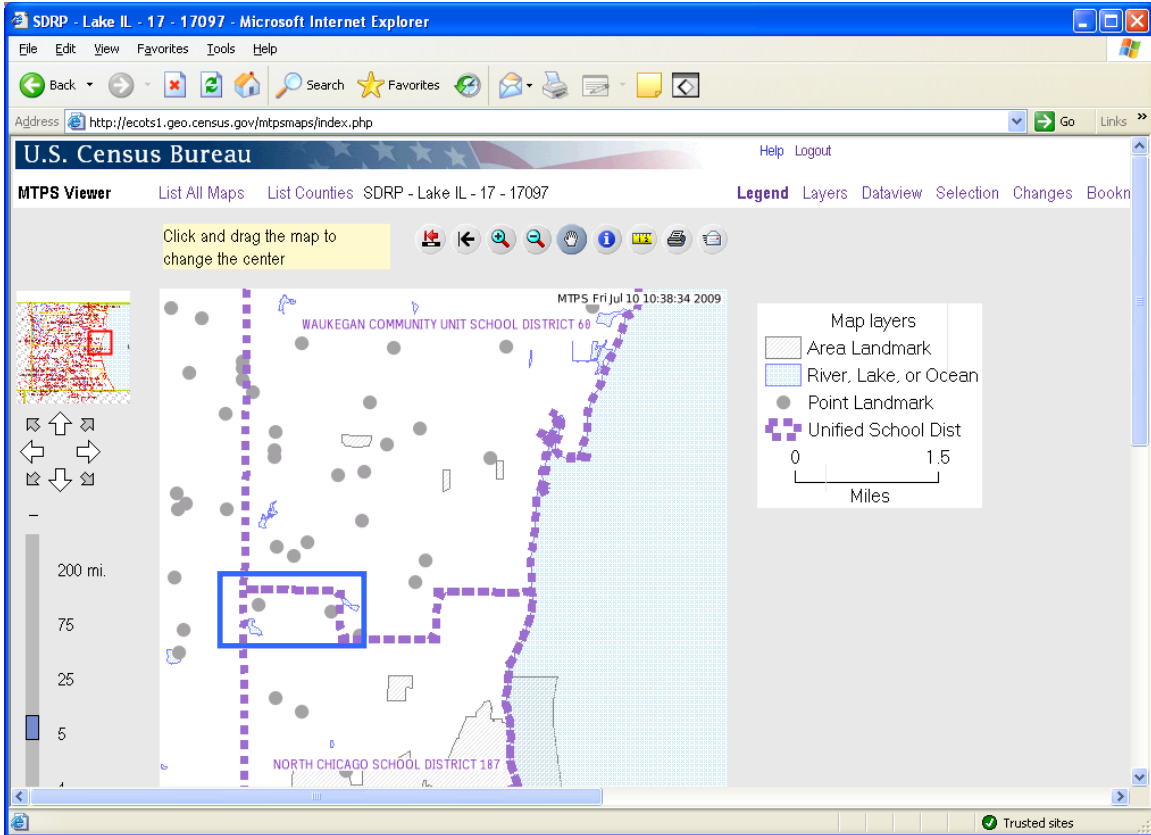 SDRP - Lake IL - 17 - 17097 - Microsoft Internet Explorer
File Edit View Favorites Tools Help
Back Search Favorites
Address http://ecots1.geo.census.gov/mtpsmaps/index.php Go Links »
U.S. Census Bureau Help Logout
MTPS Viewer List All Maps List Counties SDRP - Lake IL - 17 - 17097 Legend Layers Dataview Selection Changes Bookn
Click and drag the map to
change the center
MTPS Fri Jul 10 10:38:34 2009
WAUKEGAN COMMUNITY UNIT SCHOOL DISTRICT 60
Map layers
Area Landmark
River, Lake, or Ocean
Point Landmark
Unified School Dist
0 1.5
Miles
200 mi.
75
25
5
NORTH CHICAGO SCHOOL DISTRICT 187
Trusted sites